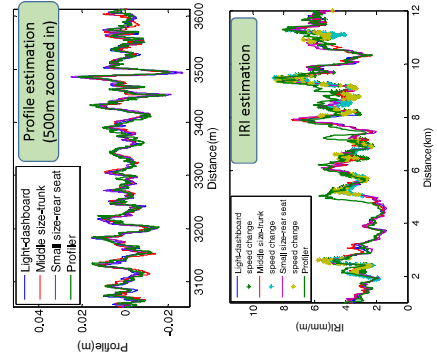 Profile estimation
(500m zoomed in)
Light-dashboard
Middle size-trunk
Small size-rear seat
Profiler
0.04
0.02
0
-0.02
Profile(m)
3100
3200
3300
3400
3500
3600
Distance(m)
IRI estimation
Light-dashboard
speed change
Middle size-trunk
speed change
Small size-rear seat
speed change
Profiler
10
8
6
4
2
0
IRI(mm/m)
2
4
6
8
10
12
Distance(km)